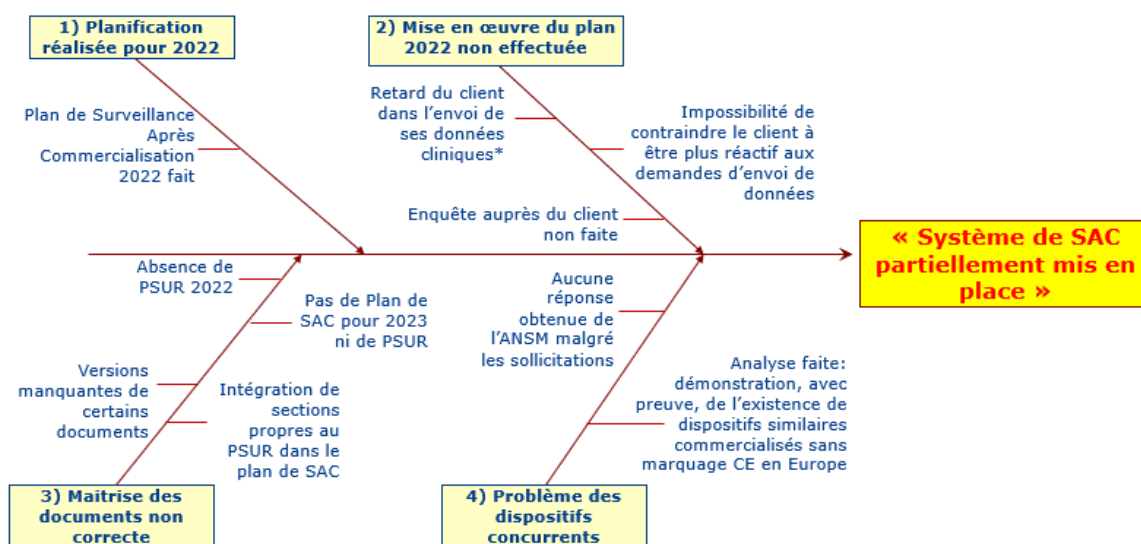 1) Planification
réalisée pour 2022
2) Mise en œuvre du plan
2022 non effectuée
Plan de Surveillance
Après
Commercialisation
2022 fait
Retard du client
dans l’envoi de
ses données
cliniques*
Impossibilité de
contraindre le client à
être plus réactif aux
demandes d’envoi de
données
Enquête auprès du client
non faite
« Système de SAC
partiellement mis en
place »
Absence de
PSUR 2022
Pas de Plan de
SAC pour 2023
ni de PSUR
Versions
manquantes de
certains
documents
Intégration de
sections
propres au
PSUR dans le
plan de SAC
Aucune
réponse
obtenue de
l’ANSM malgré
les sollicitations
Analyse faite:
démonstration, avec
preuve, de l’existence de
dispositifs similaires
commercialisés sans
marquage CE en Europe
3) Maitrise des
documents non
correcte
4) Problème des
dispositifs
concurrents